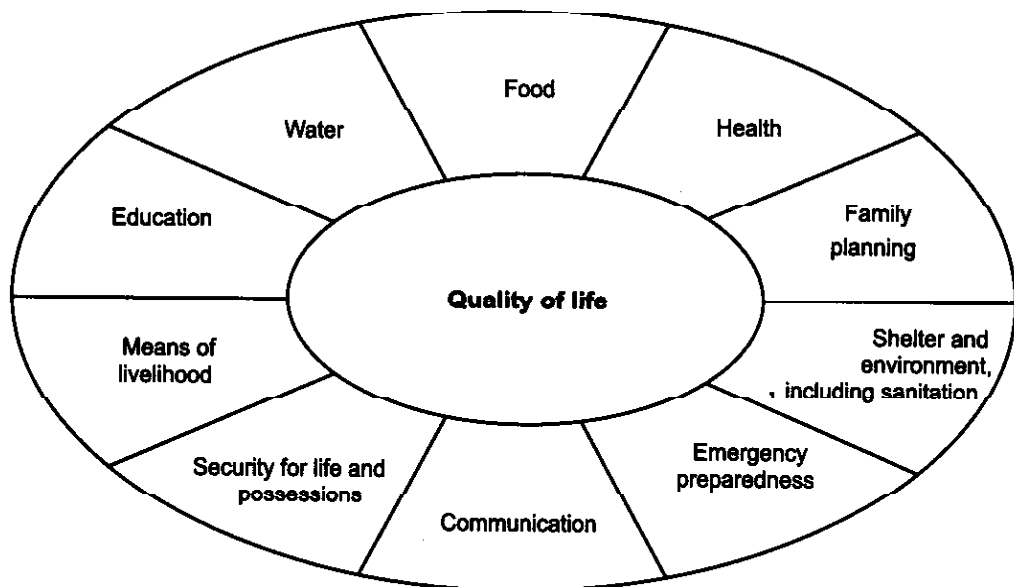 Food
Water
Health
Education
Family
planning
Quality of life
Means of
livelihood
Shelter and
environment,
including sanitation
Security for life and
possessions
Emergency
preparedness
Communication